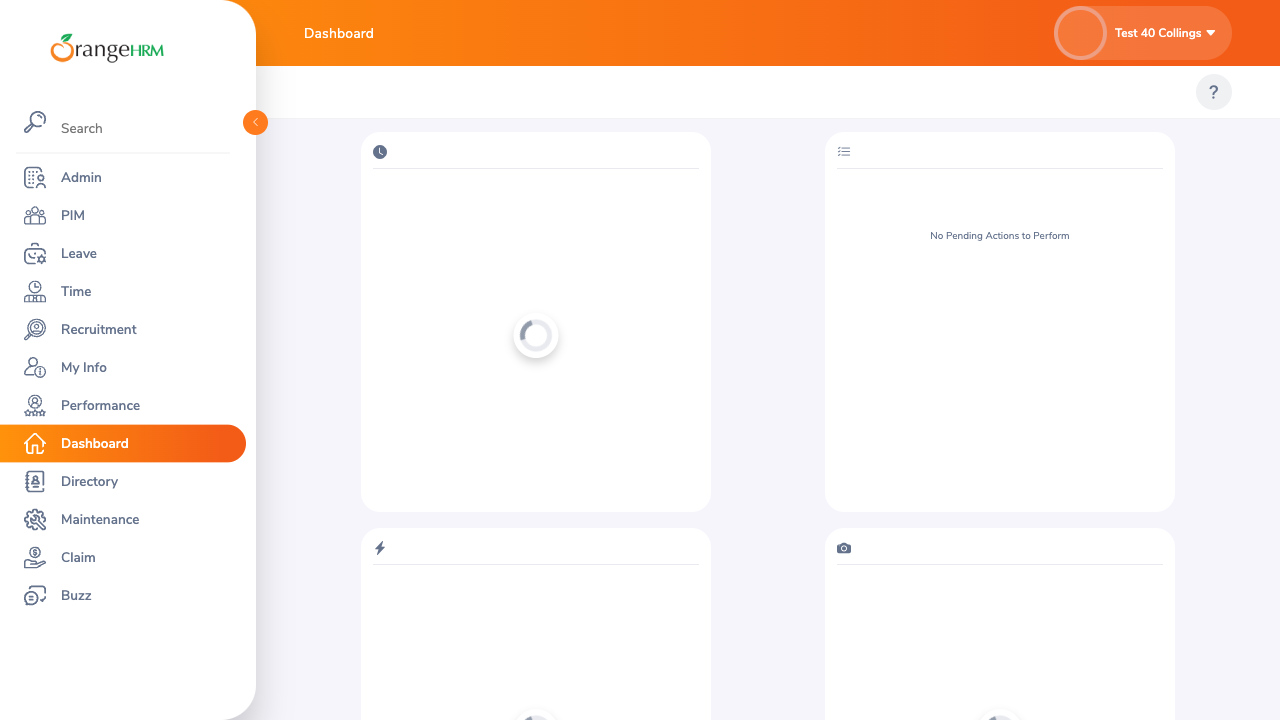 OrangeHRM
Dashboard
Test 40 Collings
?
Search
Admin
PIM
Leave
Time
Recruitment
My Info
Performance
Dashboard
Directory
Maintenance
Claim
Buzz
No Pending Actions to Perform